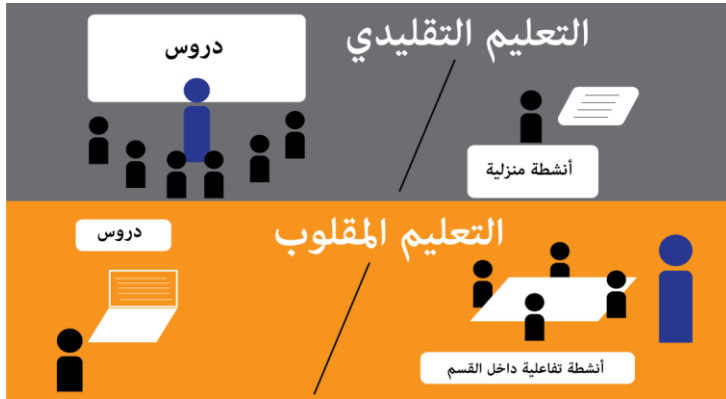 التعليم التقليدي
دروس
أنشطة منزلية
التعليم المقلوب
دروس
أنشطة تفاعلية داخل القسم